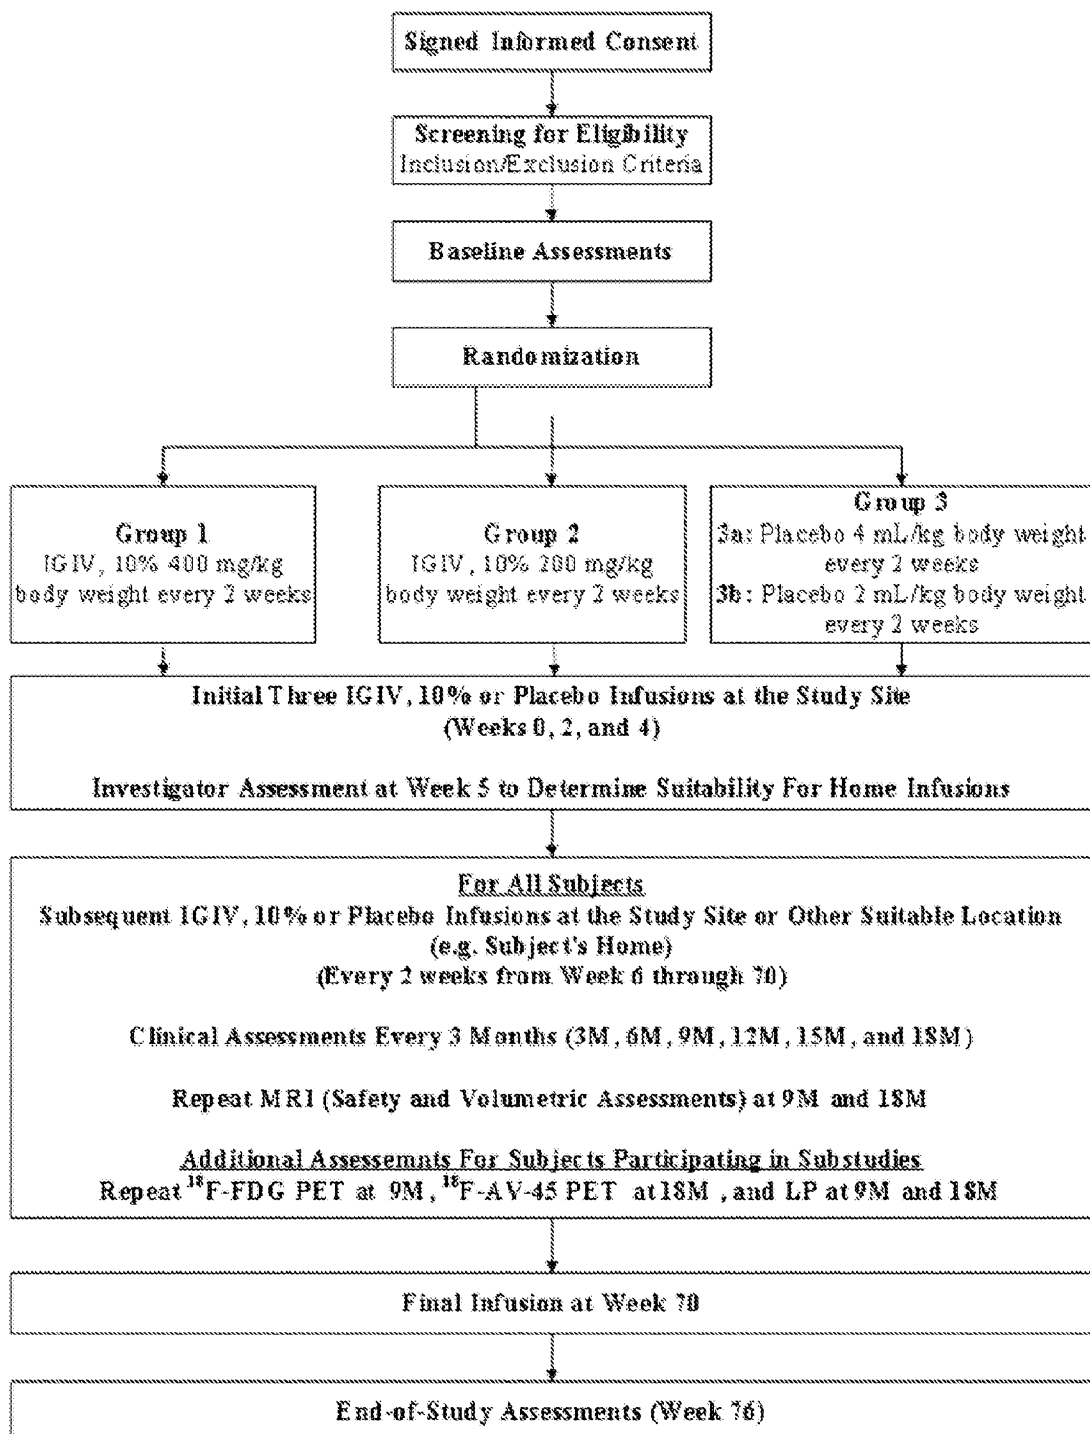 Signed Informed Consent
Screening for Eligibility
Inclusion/Exclusion Criteria
Baseline Assessments
Randomization
Group 1
IGIV, 10% 400 mg/kg
body weight every 2 weeks
Group 2
IGIV, 10% 200 mg/kg
body weight every 2 weeks
Group 3
3a: Placebo 4 mL/kg body weight
every 2 weeks
3b: Placebo 2 mL/kg body weight
every 2 weeks
Initial Three IGIV, 10% or Placebo Infusions at the Study Site
(Weeks 0, 2, and 4)
Investigator Assessment at Week 5 to Determine Suitability For Home Infusions
For All Subjects
Subsequent IGIV, 10% or Placebo Infusions at the Study Site or Other Suitable Location
(e.g. Subject's Home)
(Every 2 weeks from Week 6 through 70)
Clinical Assessments Every 3 Months (3M, 6M, 9M, 12M, 15M, and 18M)
Repeat MRI (Safety and Volumetric Assessments) at 9M and 18M
Additional Assessemnts For Subjects Participating in Substudies
Repeat ¹⁸F-FDG PET at 9M, ¹⁸F-AV-45 PET at 18M, and LP at 9M and 18M
Final Infusion at Week 70
End-of-Study Assessments (Week 76)